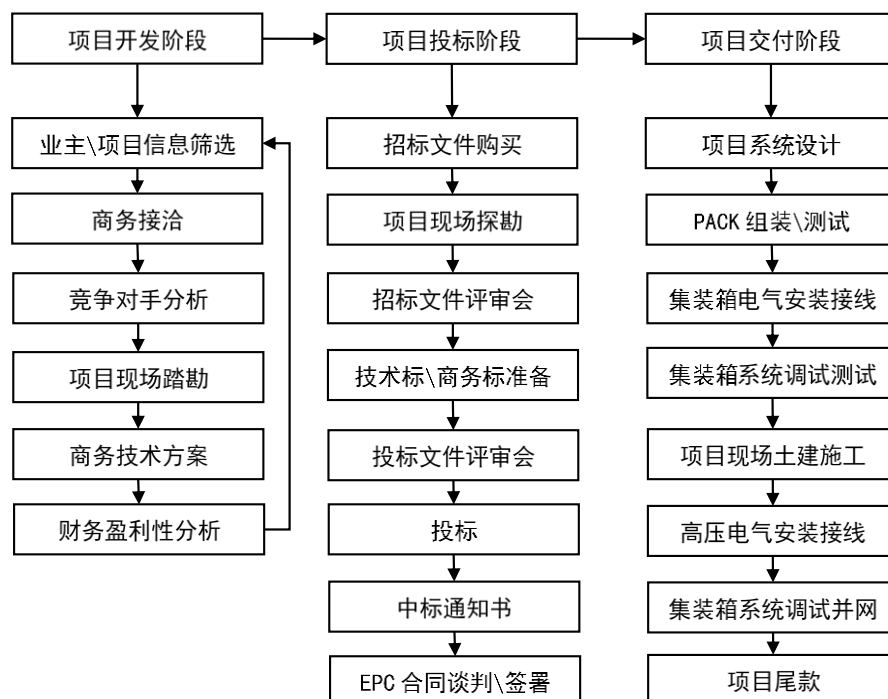 项目开发阶段
项目投标阶段
项目交付阶段
业主\项目信息筛选
商务接洽
竞争对手分析
项目现场踏勘
商务技术方案
财务盈利性分析
招标文件购买
项目现场探勘
招标文件评审会
技术标\商务标准备
投标文件评审会
投标
中标通知书
EPC 合同谈判\签署
项目系统设计
PACK 组装\测试
集装箱电气安装接线
集装箱系统调试测试
项目现场土建施工
高压电气安装接线
集装箱系统调试并网
项目尾款